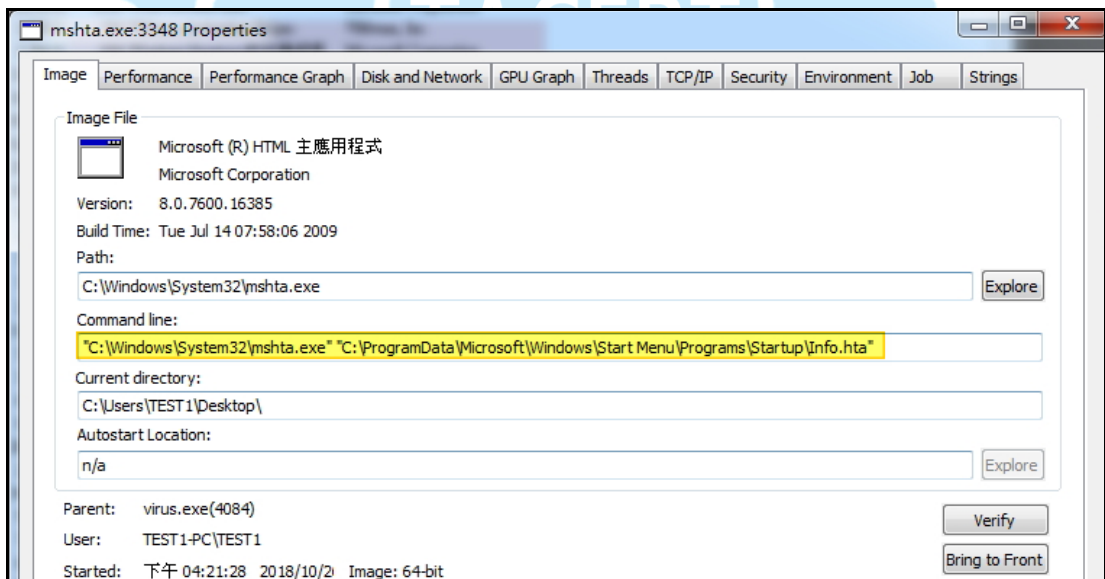 mshta.exe:3348 Properties
Image Performance Performance Graph Disk and Network GPU Graph Threads TCP/IP Security Environment Job Strings
Image File
Microsoft (R) HTML 主應用程式
Microsoft Corporation
Version: 8.0.7600.16385
Build Time: Tue Jul 14 07:58:06 2009
Path:
C:\Windows\System32\mshta.exe Explore
Command line:
"C:\Windows\System32\mshta.exe" "C:\ProgramData\Microsoft\Windows\Start Menu\Programs\Startup\Info.hta"
Current directory:
C:\Users\TEST1\Desktop\
Autostart Location:
n/a Explore
Parent: virus.exe(4084)
Verify
User: TEST1-PC\TEST1
Bring to Front
Started: 下午 04:21:28 2018/10/2 Image: 64-bit